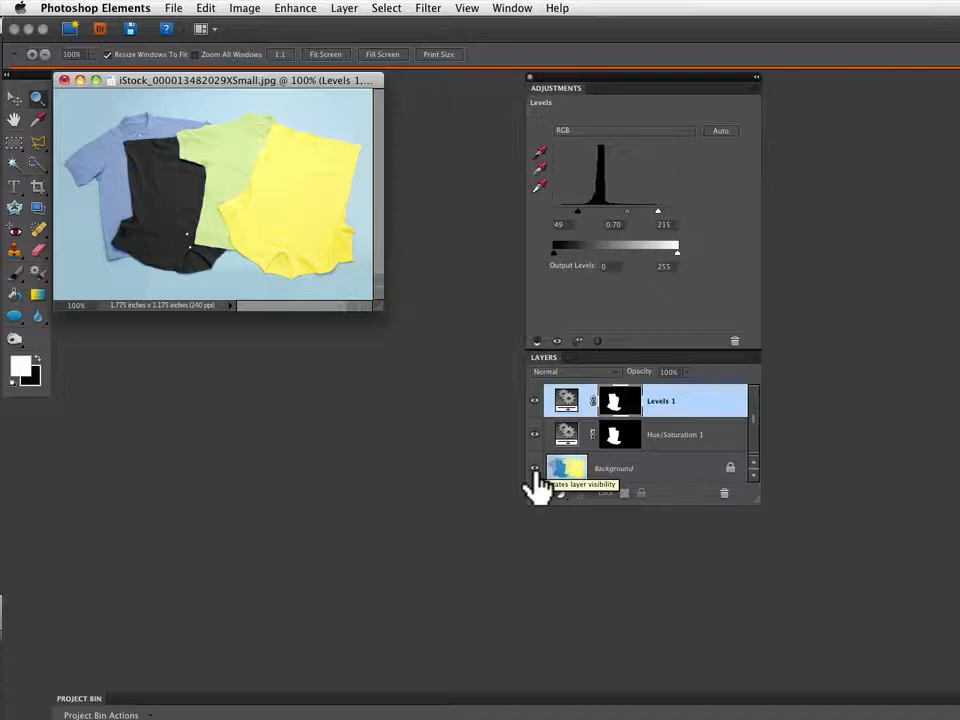 Photoshop Elements File Edit Image Enhance Layer Select Filter View Window Help
Br ?
100% Resize Windows To Fit Zoom All Windows 1:1 Fit Screen Fill Screen Print Size
iStock_000013482029XSmall.jpg @ 100% (Levels 1,...
100% 1.775 inches x 1.175 inches (240 ppi)
ADJUSTMENTS
Levels
RGB Auto
49 0.70 215
Output Levels: 0 255
LAYERS
Normal Opacity: 100%
Levels 1
Hue/Saturation 1
Background
ates layer visibility
Lock:
PROJECT BIN
Project Bin Actions